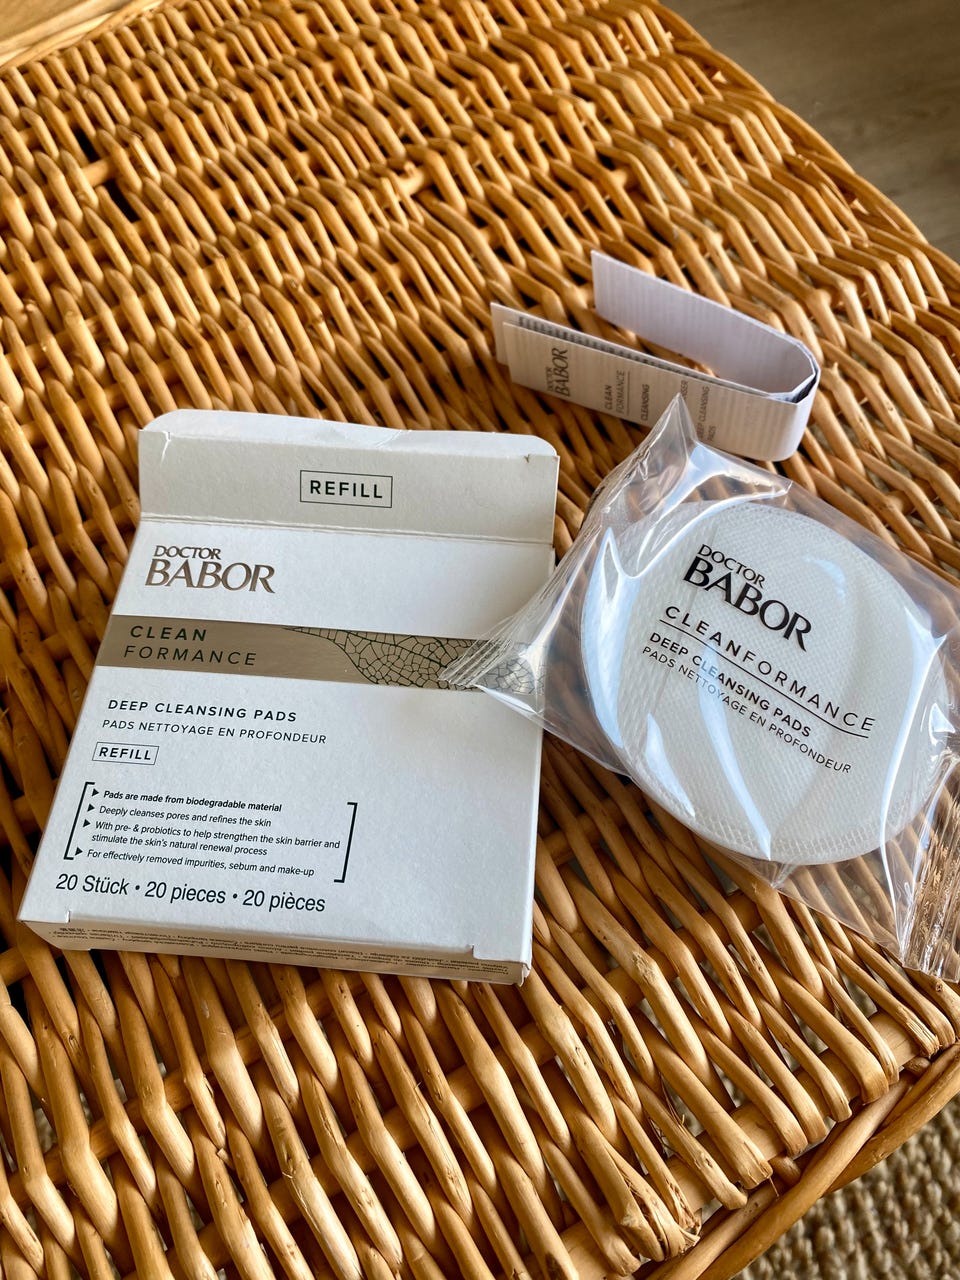 REFILL
DOCTOR
BABOR
CLEAN
FORMANCE
DEEP CLEANSING PADS
PADS NETTOYAGE EN PROFONDEUR
REFILL
Pads are made from biodegradable material
Deeply cleanses pores and refines the skin
With pre- & probiotics to help strengthen the skin barrier and
stimulate the skin's natural renewal process
For effectively removed impurities, sebum and make-up
20 Stück • 20 pieces • 20 pièces
DOCTOR
BABOR
CLEAN
FORMANCE
CLEANSING
DEEP CLEANSING
PADS
DOCTOR
BABOR
CLEANFORMANCE
DEEP CLEANSING PADS
PADS NETTOYAGE EN PROFONDEUR